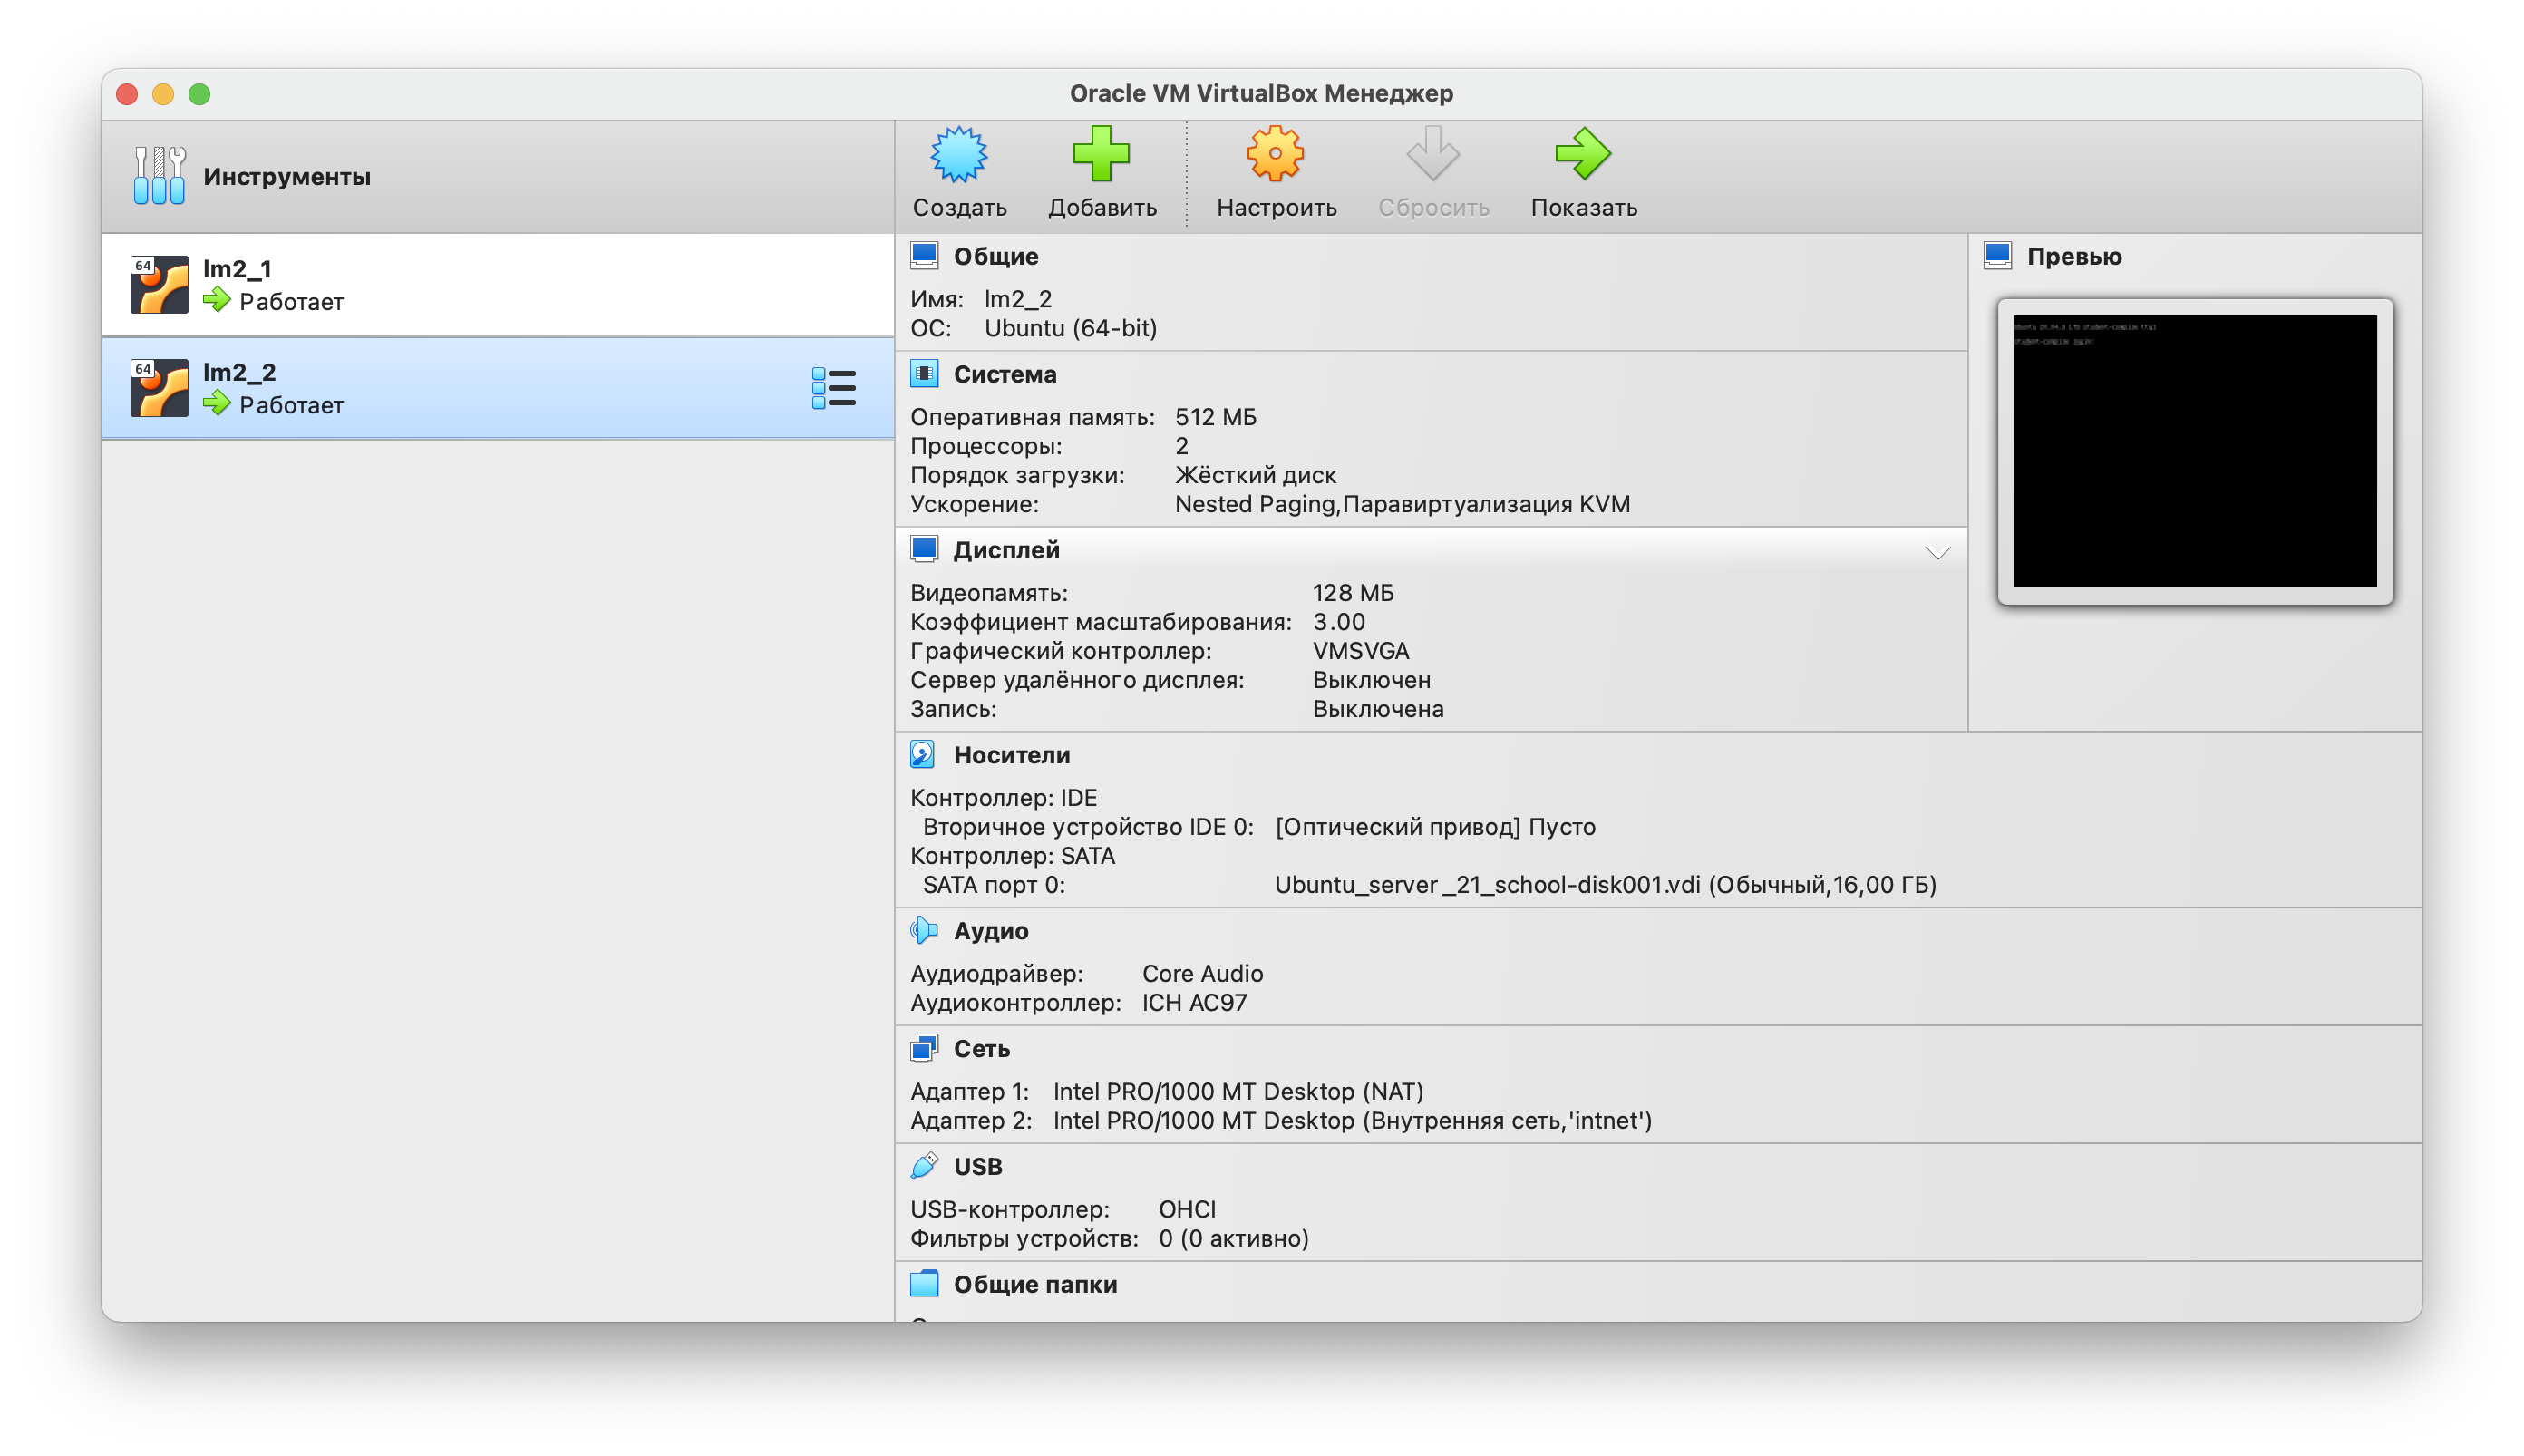 Oracle VM VirtualBox Менеджер
Инструменты
Создать
Добавить
Настроить
Сбросить
Показать
64
lm2_1
Работает
64
lm2_2
Работает
Общие
Имя: lm2_2
ОС: Ubuntu (64-bit)
Система
Оперативная память: 512 МБ
Процессоры: 2
Порядок загрузки: Жёсткий диск
Ускорение: Nested Paging,Паравиртуализация KVM
Дисплей
Видеопамять: 128 МБ
Коэффициент масштабирования: 3.00
Графический контроллер: VMSVGA
Сервер удалённого дисплея: Выключен
Запись: Выключена
Превью
Носители
Контроллер: IDE
Вторичное устройство IDE 0: [Оптический привод] Пусто
Контроллер: SATA
SATA порт 0: Ubuntu_server_21_school-disk001.vdi (Обычный,16,00 ГБ)
Аудио
Аудиодрайвер: Core Audio
Аудиоконтроллер: ICH AC97
Сеть
Адаптер 1: Intel PRO/1000 MT Desktop (NAT)
Адаптер 2: Intel PRO/1000 MT Desktop (Внутренняя сеть,'intnet')
USB
USB-контроллер: OHCI
Фильтры устройств: 0 (0 активно)
Общие папки